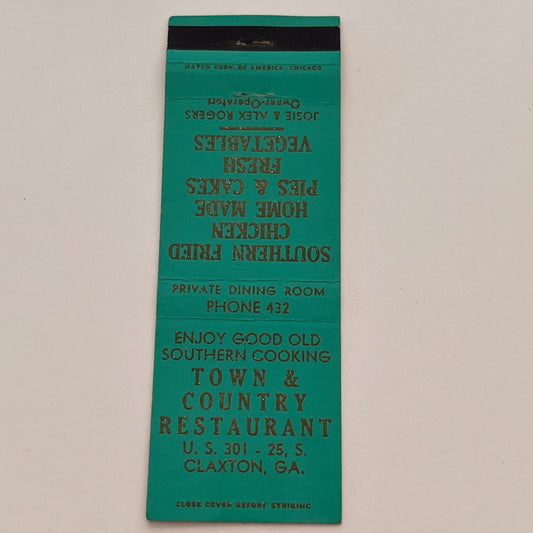 MATCH CORP. OF AMERICA - CHICAGO
SOUTHERN FRIED
CHICKEN
HOME MADE
PIES & CAKES
FRESH
VEGETABLES
JOSIE & ALEX ROGERS
Owner-Operators
PRIVATE DINING ROOM
PHONE 432
ENJOY GOOD OLD
SOUTHERN COOKING
TOWN &
COUNTRY
RESTAURANT
U. S. 301 - 25, S.
CLAXTON, GA.
CLOSE COVER BEFORE STRIKING